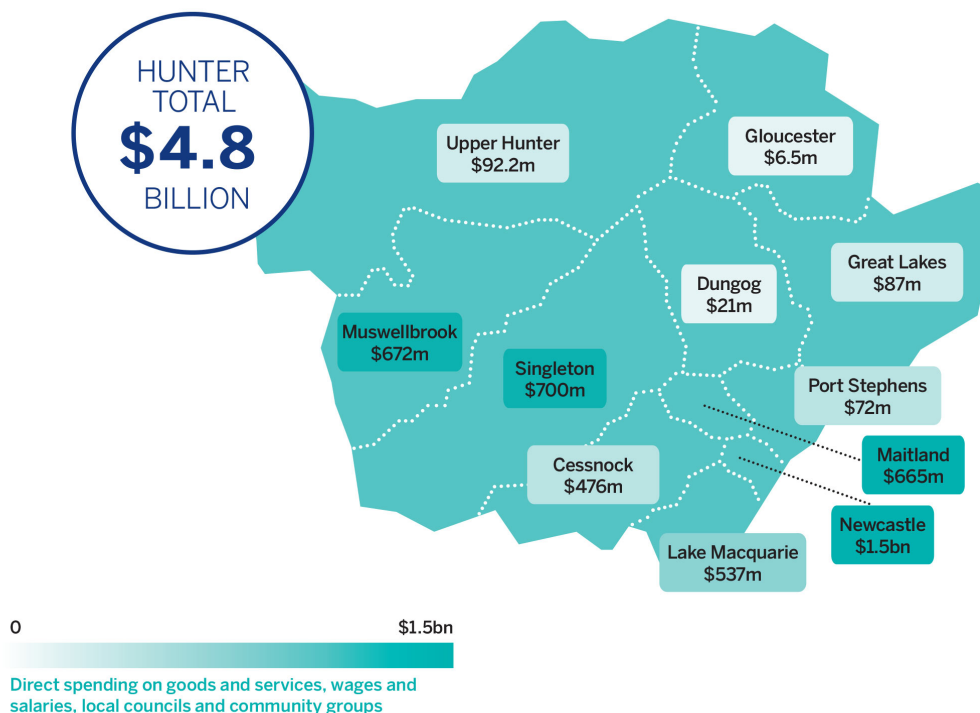 HUNTER
TOTAL
$4.8
BILLION
Upper Hunter
$92.2m
Gloucester
$6.5m
Great Lakes
$87m
Dungog
$21m
Muswellbrook
$672m
Singleton
$700m
Port Stephens
$72m
Maitland
$665m
Cessnock
$476m
Newcastle
$1.5bn
Lake Macquarie
$537m
0
$1.5bn
Direct spending on goods and services, wages and
salaries, local councils and community groups